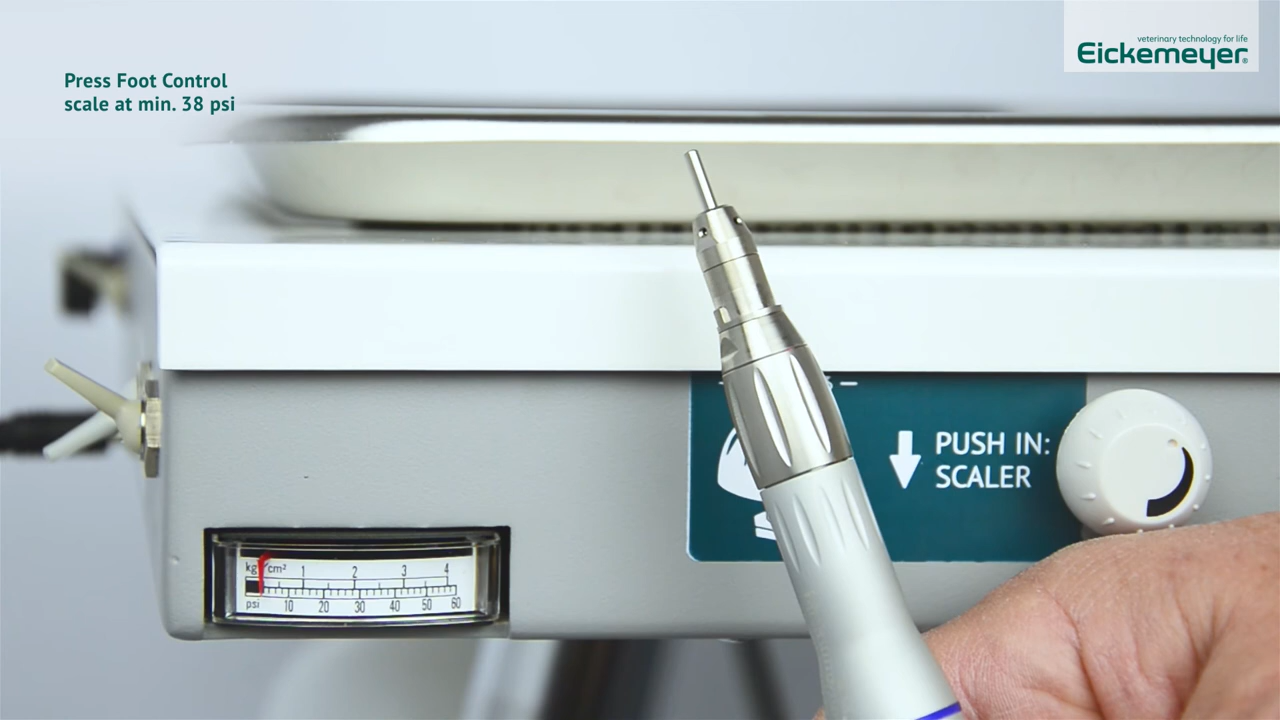 veterinary technology for life
Eickemeyer®
Press Foot Control
scale at min. 38 psi
PUSH IN:
SCALER
kg cm²
1 2 3 4
psi 10 20 30 40 50 60